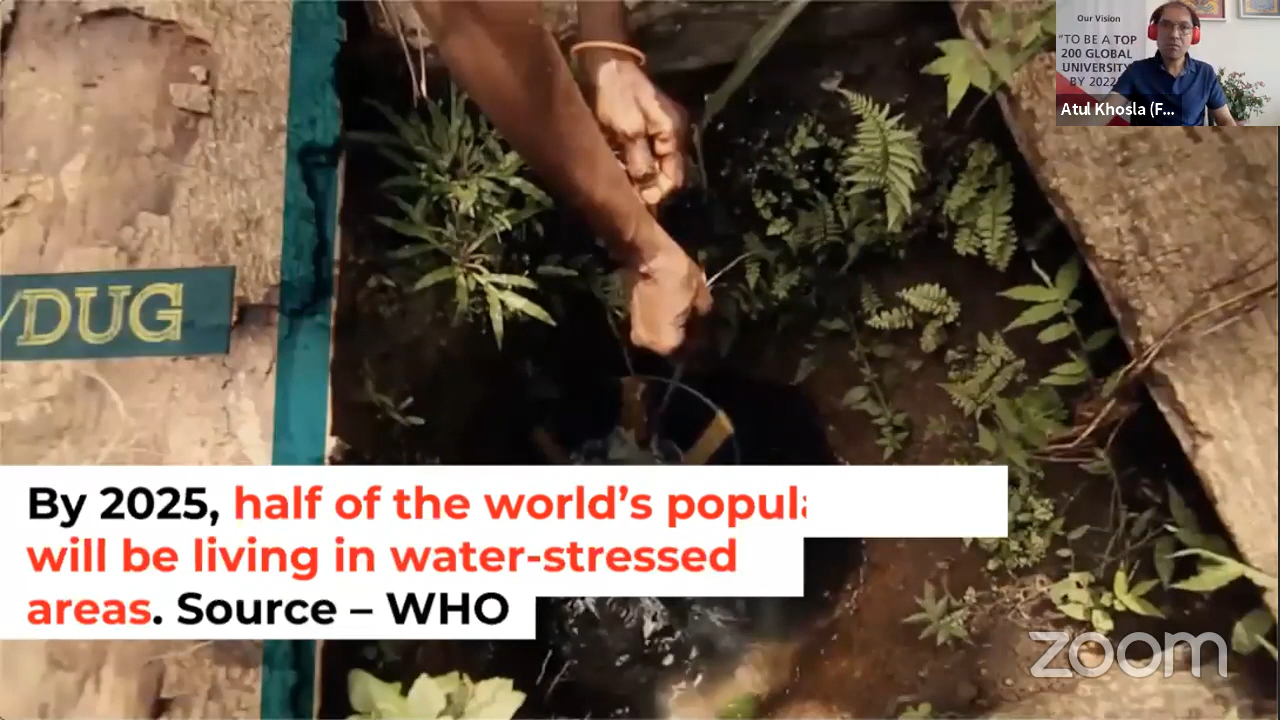 Our Vision
"TO BE A TOP
200 GLOBAL
UNIVERSITY
BY 2022
Atul Khosla (F...
/DUG
By 2025, half of the world's popul
will be living in water-stressed
areas. Source – WHO
zoom